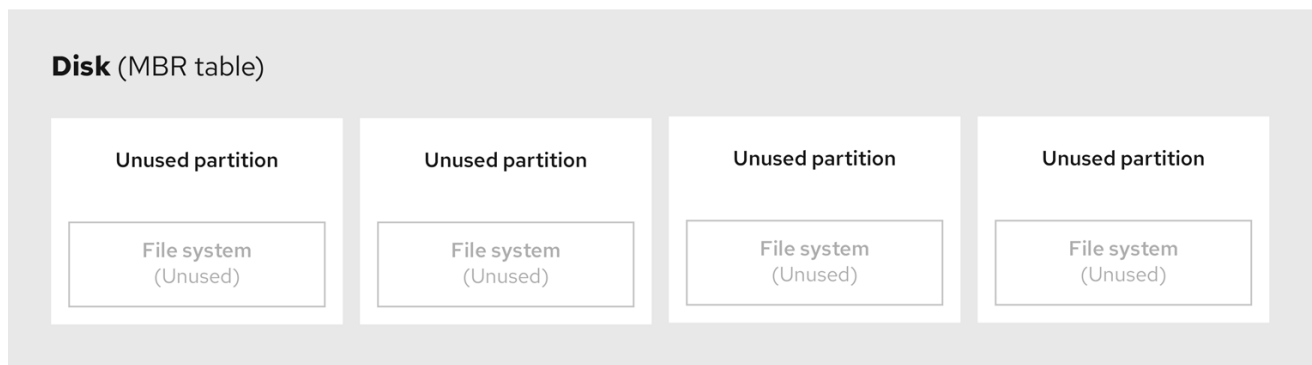 Disk (MBR table)
Unused partition
File system
(Unused)
Unused partition
File system
(Unused)
Unused partition
File system
(Unused)
Unused partition
File system
(Unused)